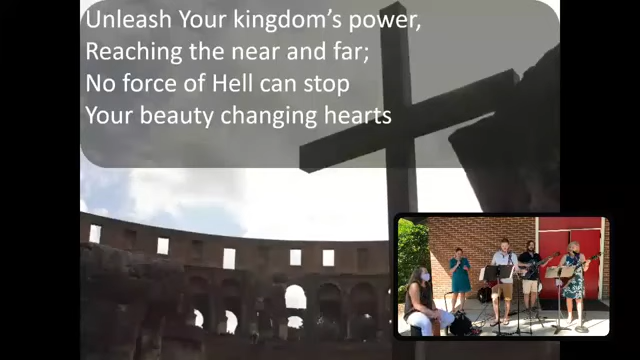 Unleash Your kingdom's power,
Reaching the near and far;
No force of Hell can stop
Your beauty changing hearts